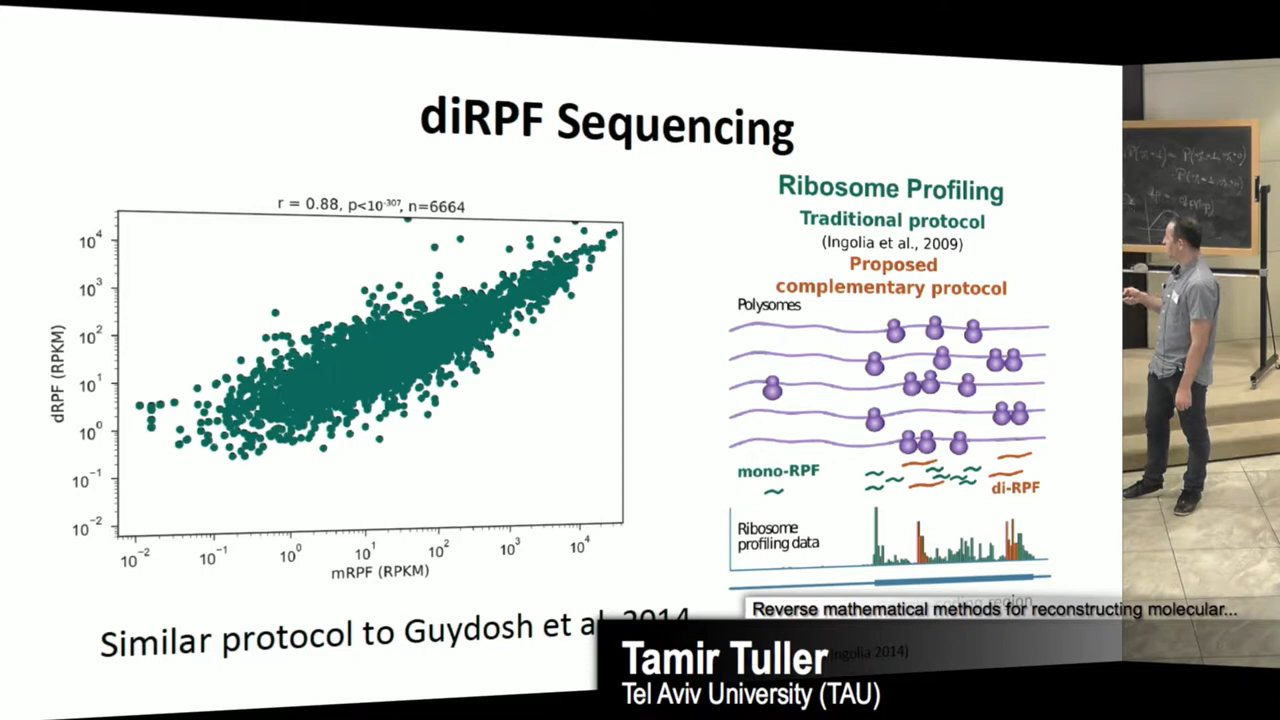 diRPF Sequencing
r = 0.88, p<10⁻³⁰⁷, n=6664
dRPF (RPKM)
10⁴
10³
10²
10¹
10⁰
10⁻¹
10⁻²
10⁻² 10⁻¹ 10⁰ 10¹ 10² 10³ 10⁴
mRPF (RPKM)
Similar protocol to Guydosh et al. 2014
Ribosome Profiling
Traditional protocol
(Ingolia et al., 2009)
Proposed
complementary protocol
Polysomes
mono-RPF
di-RPF
Ribosome
profiling data
coding region
Ingolia 2014)
Reverse mathematical methods for reconstructing molecular...
Tamir Tuller
Tel Aviv University (TAU)